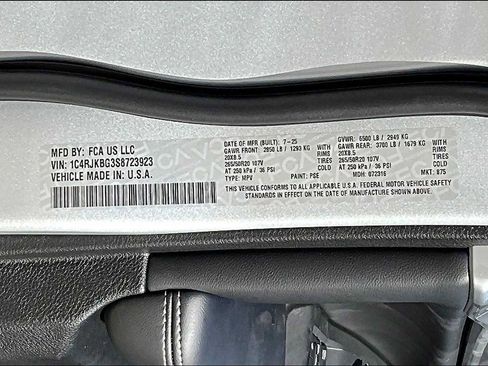 MFD BY: FCA US LLC
VIN: 1C4RJKBG3S8723923
VEHICLE MADE IN: U.S.A.
DATE OF MFR (BUILT): 7-25 GVWR: 6500 LB / 2949 KG
GAWR FRONT: 2850 LB / 1293 KG WITH GAWR REAR: 3700 LB / 1679 KG WITH
20X8.5 TIRES 20X8.5 TIRES
265/50R20 107V RIMS 265/50R20 107V RIMS
AT 250 kPa / 36 PSI COLD AT 250 kPa / 36 PSI COLD
TYPE: MPV PAINT: PSE MDH: 072316 MKT: 875
THIS VEHICLE CONFORMS TO ALL APPLICABLE U.S.A. FEDERAL MOTOR VEHICLE SAFETY
STANDARDS IN EFFECT ON THE DATE OF MANUFACTURE SHOWN ABOVE.